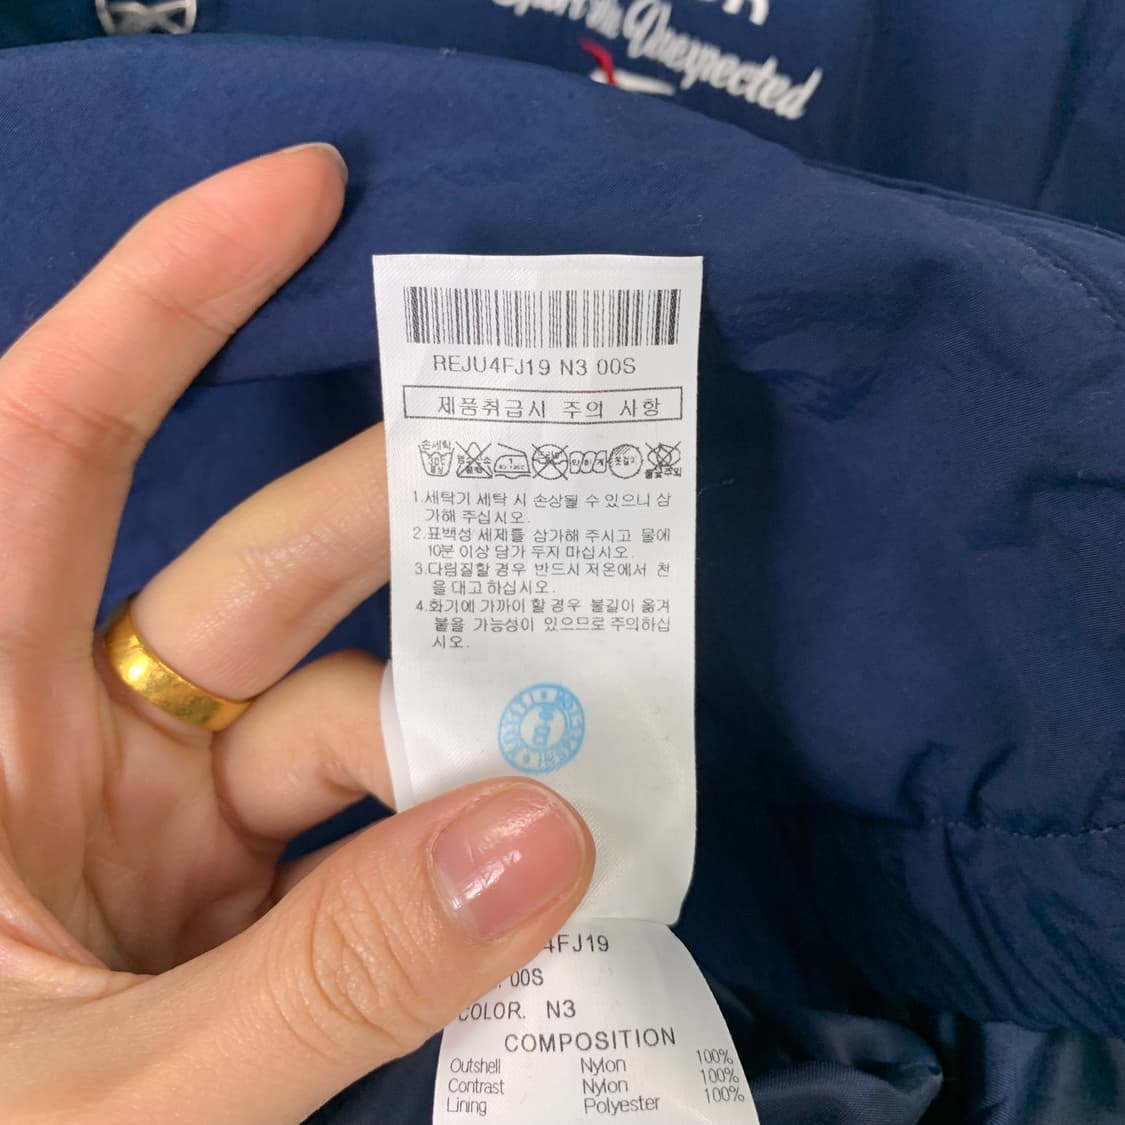 Unexpected
REJU4FJ19 N3 00S
제품취급시 주의 사항
손세탁
1.세탁기 세탁 시 손상될 수 있으니 삼
가해 주십시오.
2.표백성 세제를 삼가해 주시고 물에
10분 이상 담가 두지 마십시오.
3.다림질할 경우 반드시 저온에서 천
을 대고 하십시오.
4.화기에 가까이 할 경우 불길이 옮겨
붙을 가능성이 있으므로 주의하십
시오.
4FJ19
00S
COLOR. N3
COMPOSITION
Outshell Nylon 100%
Contrast Nylon 100%
Lining Polyester 100%